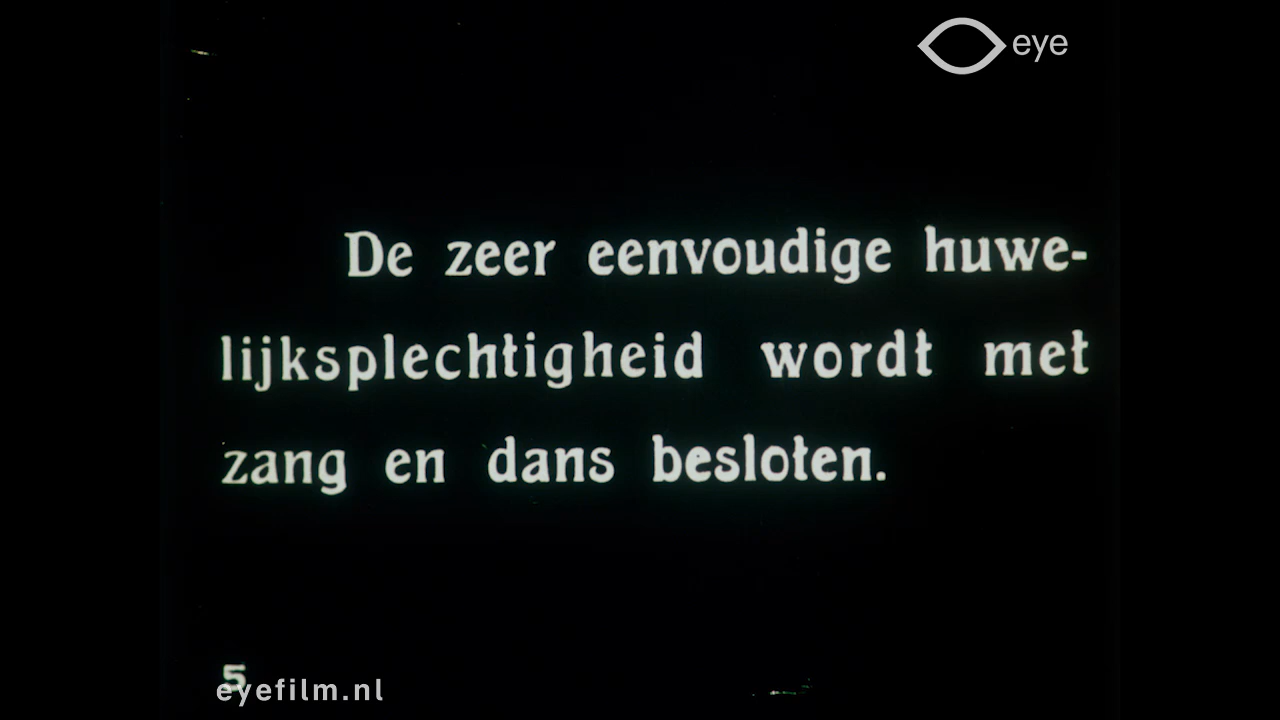 eye
De zeer eenvoudige huwe-
lijksplechtigheid wordt met
zang en dans besloten.
5
eyefilm.nl